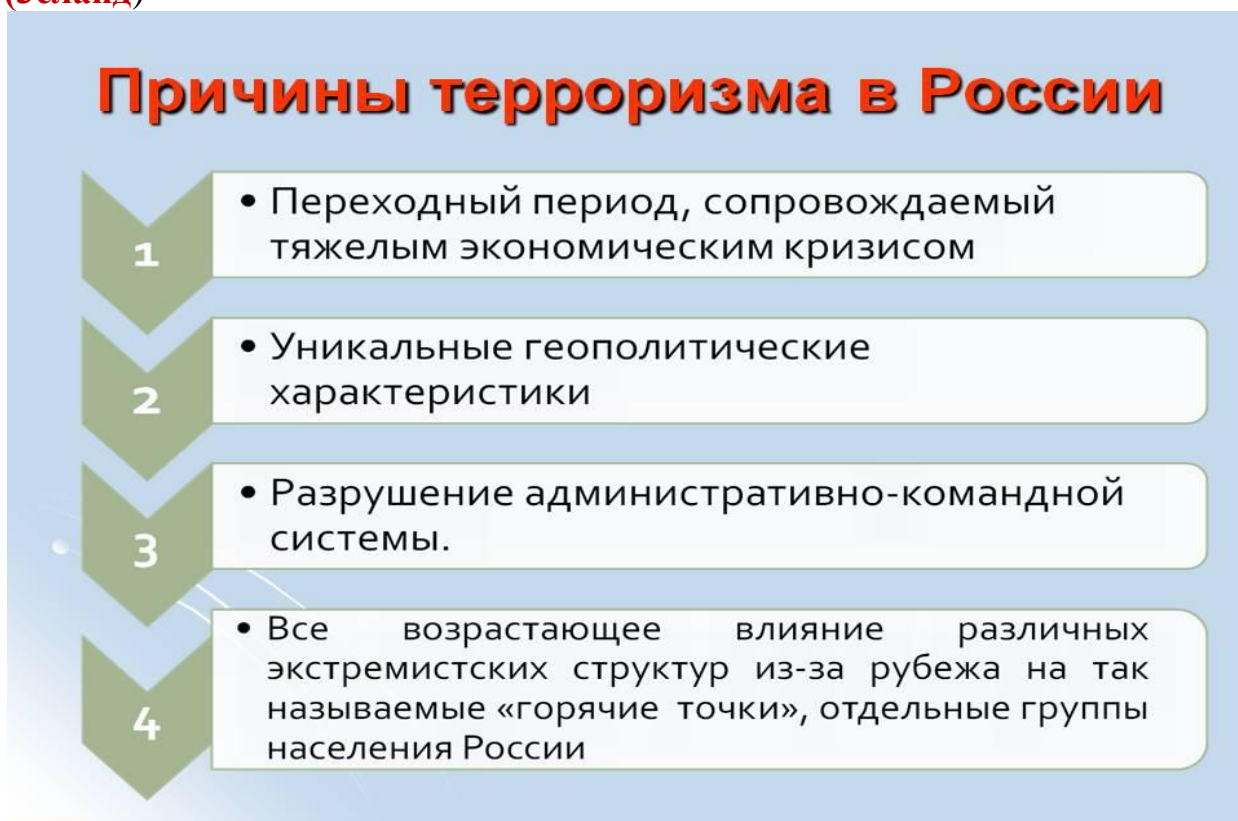 Причины терроризма в России
1
• Переходный период, сопровождаемый
тяжелым экономическим кризисом
2
• Уникальные геополитические
характеристики
3
• Разрушение административно-командной
системы.
4
• Все возрастающее влияние различных
экстремистских структур из-за рубежа на так
называемые «горячие точки», отдельные группы
населения России